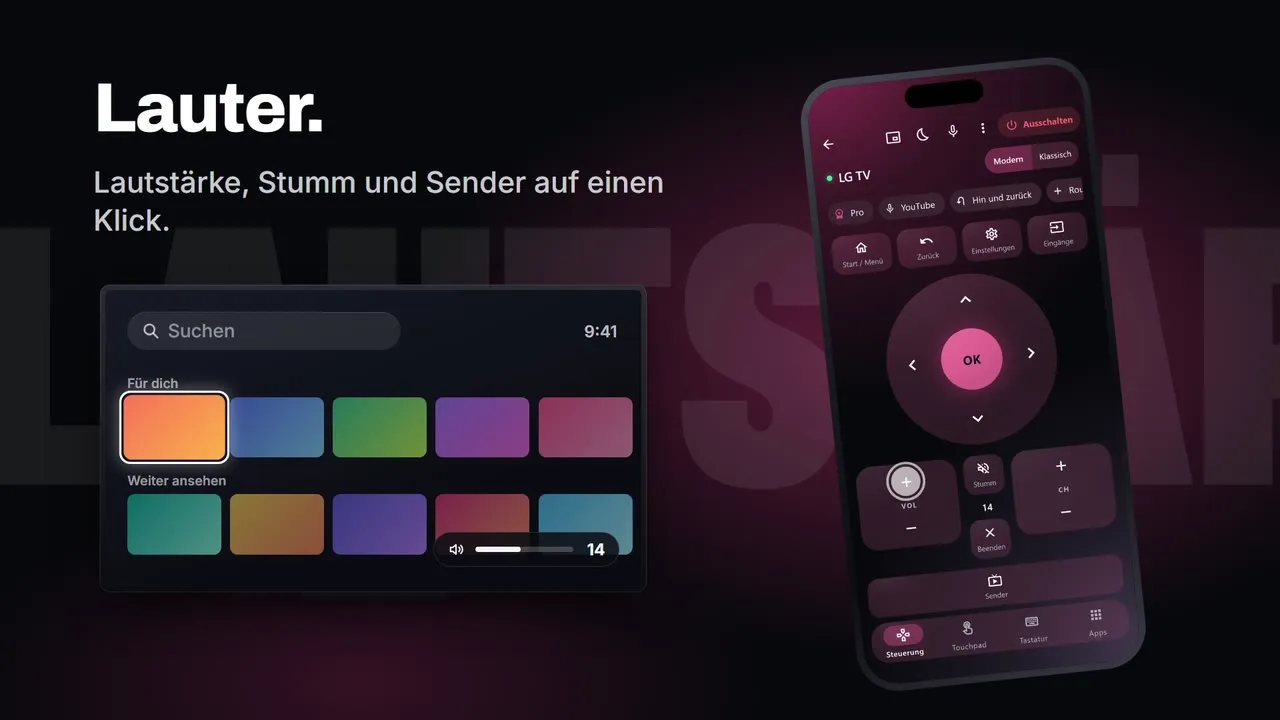 Lauter.
Lautstärke, Stumm und Sender auf einen
Klick.
LAUTSTÄR
Suchen
9:41
Für dich
Weiter ansehen
14
Ausschalten
Modern
Klassisch
LG TV
Pro
YouTube
Hin und zurück
+ Rou
Start / Menü
Zurück
Einstellungen
Eingänge
OK
+
VOL
−
Stumm
14
Beenden
+
CH
−
Sender
Steuerung
Touchpad
Tastatur
Apps